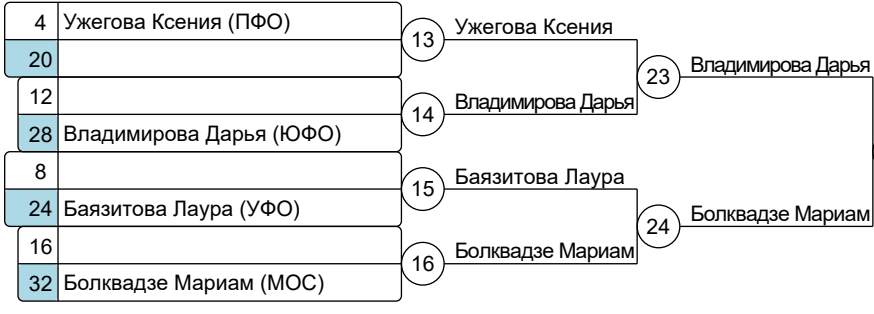 4 Ужегова Ксения (ПФО)
20
12
28 Владимирова Дарья (ЮФО)
8
24 Баязитова Лаура (УФО)
16
32 Болквадзе Мариам (МОС)
13
14
15
16
Ужегова Ксения
Владимирова Дарья
Баязитова Лаура
Болквадзе Мариам
23
24
Владимирова Дарья
Болквадзе Мариам